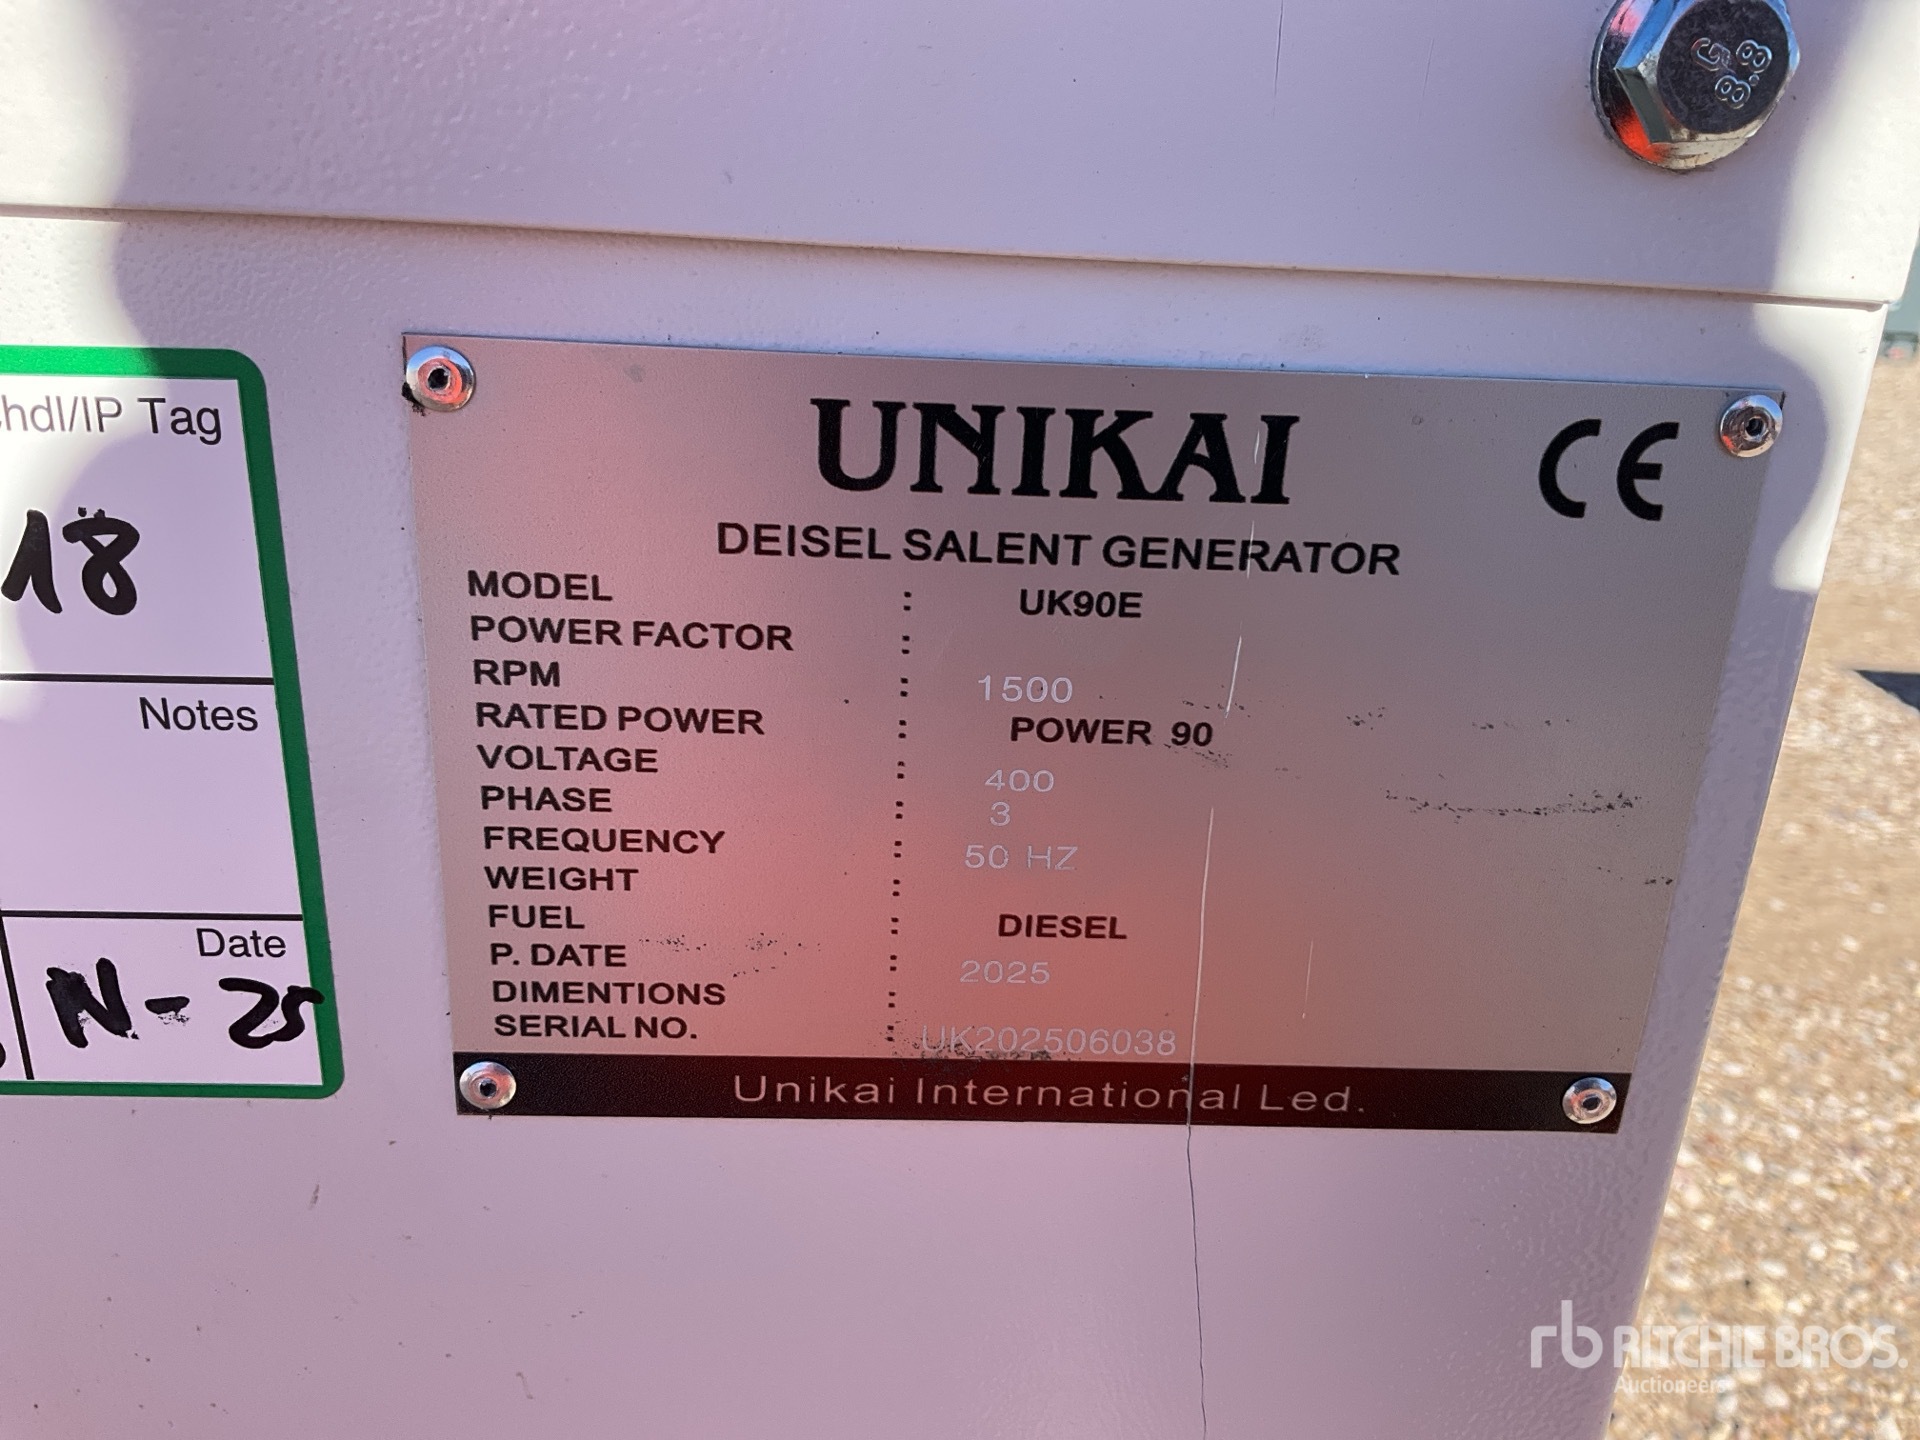 8.8
hdl/IP Tag
18
Notes
Date
N-25
UNIKAI
CE
DEISEL SALENT GENERATOR
MODEL : UK90E
POWER FACTOR :
RPM : 1500
RATED POWER : POWER 90
VOLTAGE : 400
PHASE : 3
FREQUENCY : 50 HZ
WEIGHT :
FUEL : DIESEL
P. DATE : 2025
DIMENTIONS :
SERIAL NO. : UK202506038
Unikai International Led.
rb RITCHIE BROS.
Auctioneers